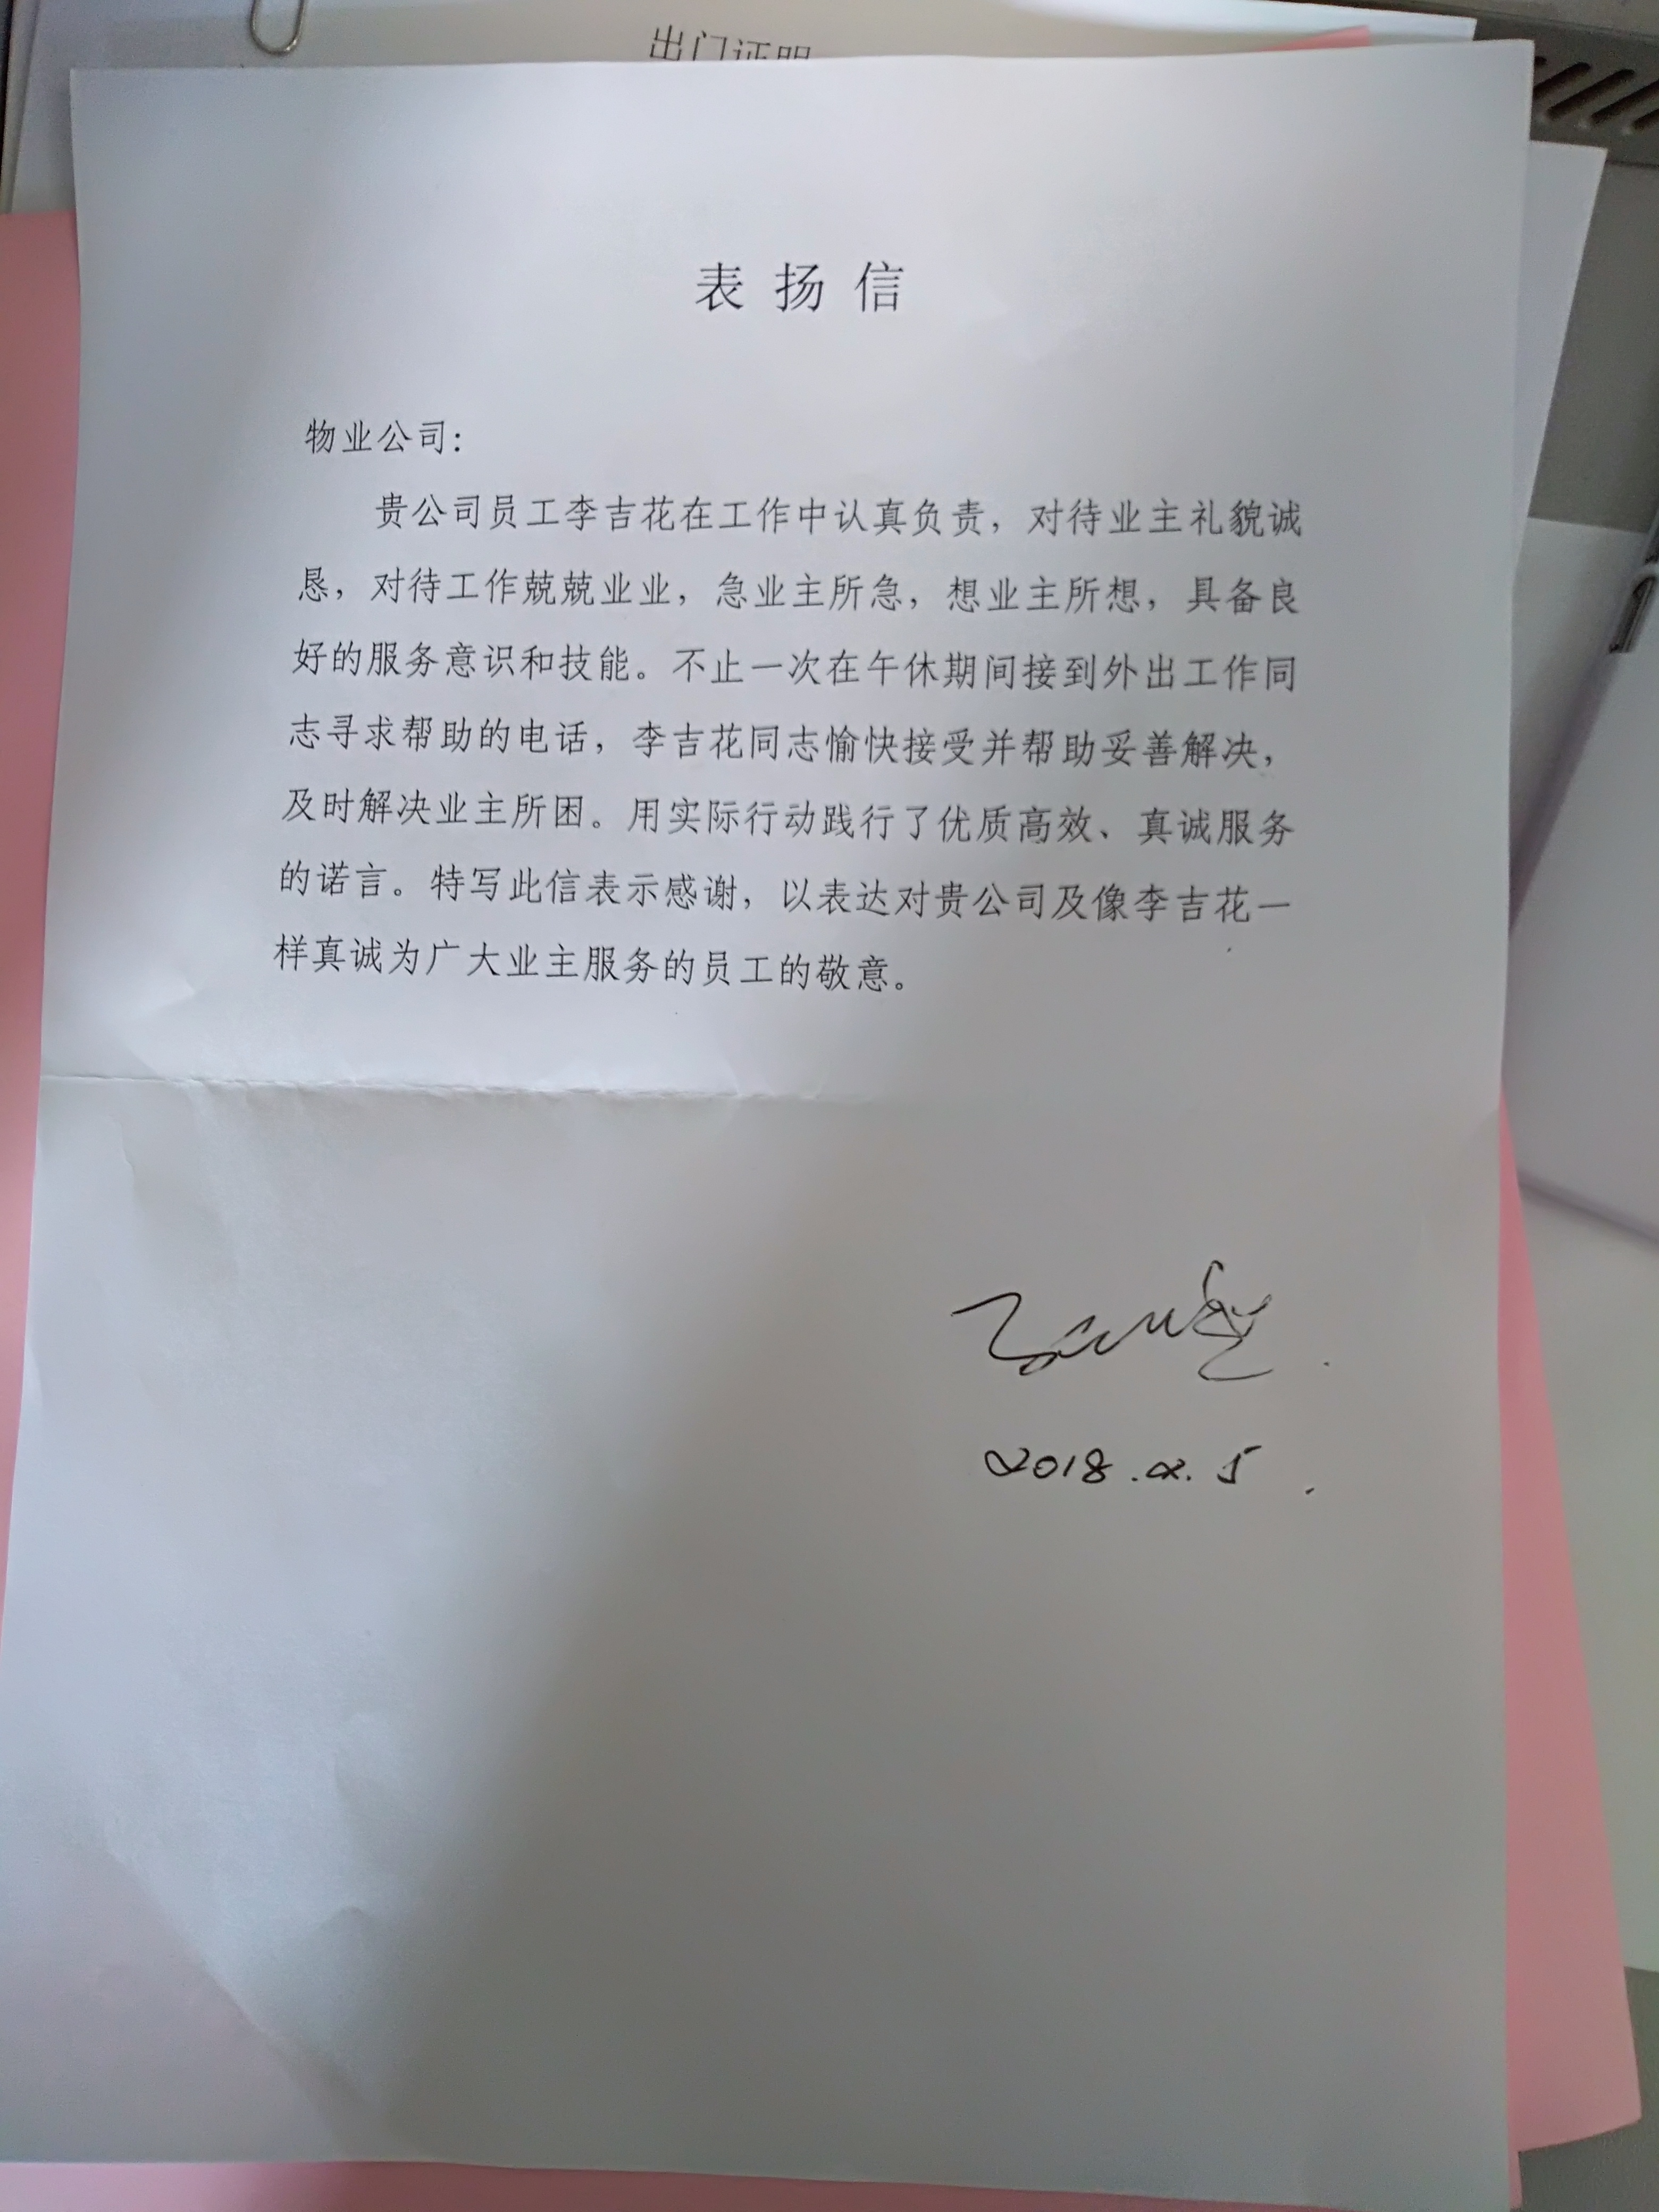 出门证明
表扬信
物业公司：
贵公司员工李吉花在工作中认真负责，对待业主礼貌诚
恳，对待工作兢兢业业，急业主所急，想业主所想，具备良
好的服务意识和技能。不止一次在午休期间接到外出工作同
志寻求帮助的电话，李吉花同志愉快接受并帮助妥善解决，
及时解决业主所困。用实际行动践行了优质高效、真诚服务
的诺言。特写此信表示感谢，以表达对贵公司及像李吉花一
样真诚为广大业主服务的员工的敬意。
2018.2.5